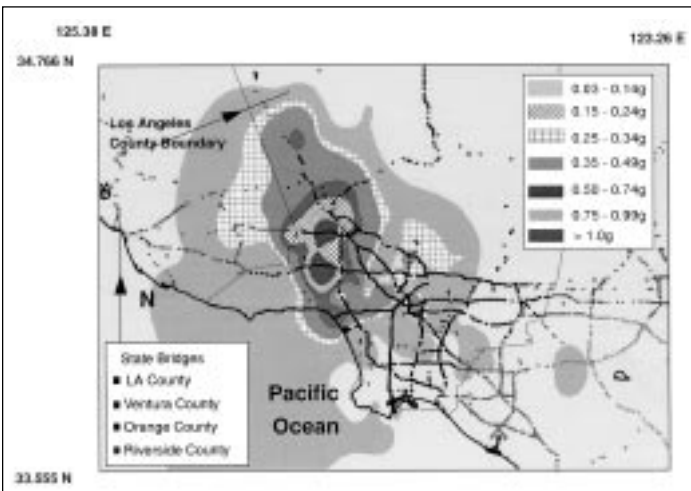 125.38 E
123.26 E
34.766 N
Los Angeles
County Boundary
0.03 - 0.14g
0.15 - 0.24g
0.25 - 0.34g
0.35 - 0.49g
0.50 - 0.74g
0.75 - 0.99g
> 1.0g
N
State Bridges
LA County
Ventura County
Orange County
Riverside County
Pacific
Ocean
33.555 N